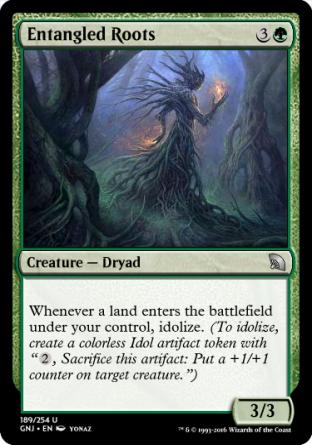 Entangled Roots 3
Creature — Dryad
Whenever a land enters the battlefield
under your control, idolize. (To idolize,
create a colorless Idol artifact token with
“2, Sacrifice this artifact: Put a +1/+1
counter on target creature.”)
189/254 U
GNJ • EN YONAZ
™ & © 1993-2016 Wizards of the Coast
3/3